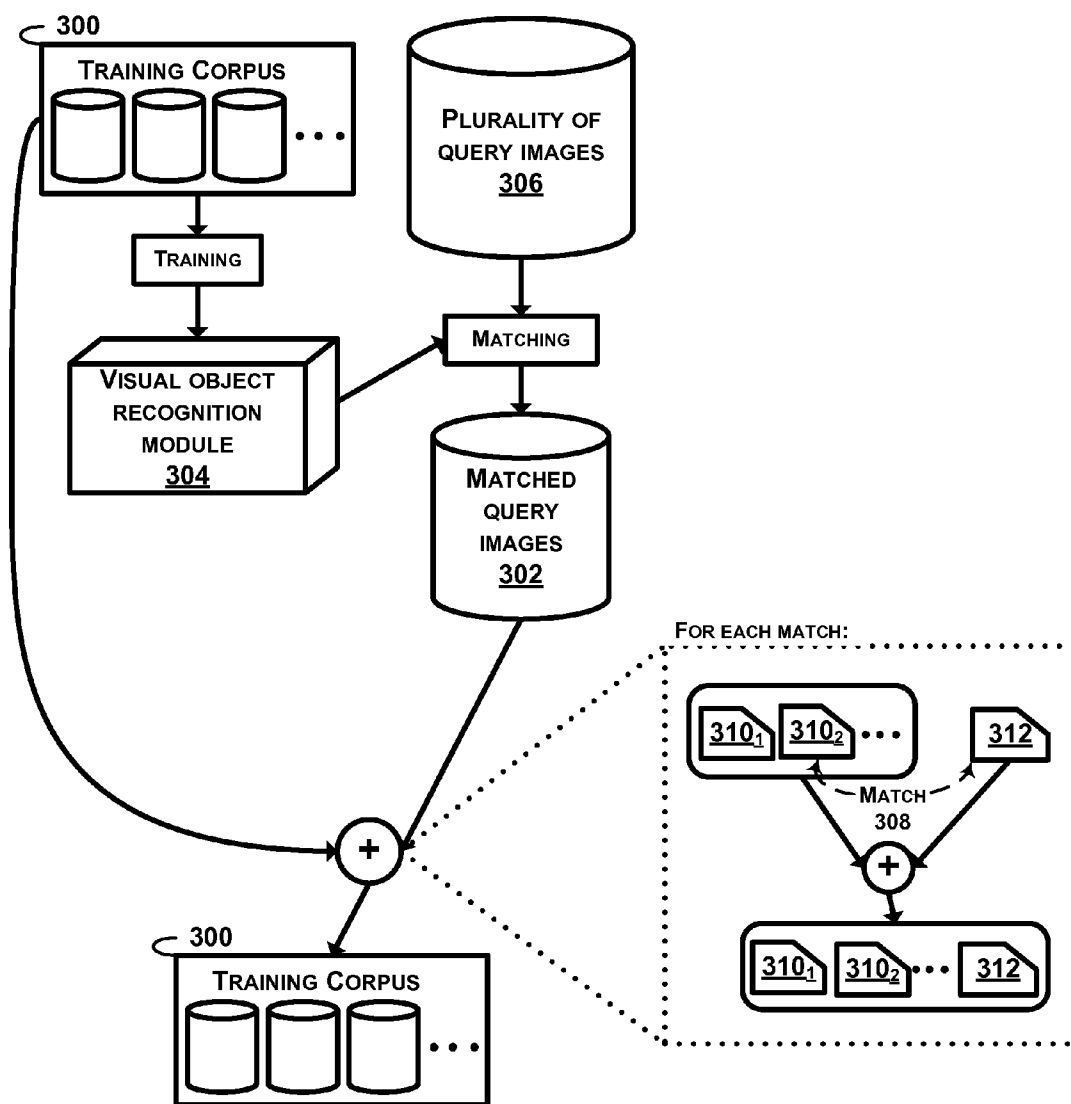 300
TRAINING CORPUS
PLURALITY OF
QUERY IMAGES
306
TRAINING
MATCHING
VISUAL OBJECT
RECOGNITION
MODULE
304
MATCHED
QUERY
IMAGES
302
FOR EACH MATCH:
310₁ 310₂ 312
MATCH
308
+
+
310₁ 310₂ 312
300
TRAINING CORPUS